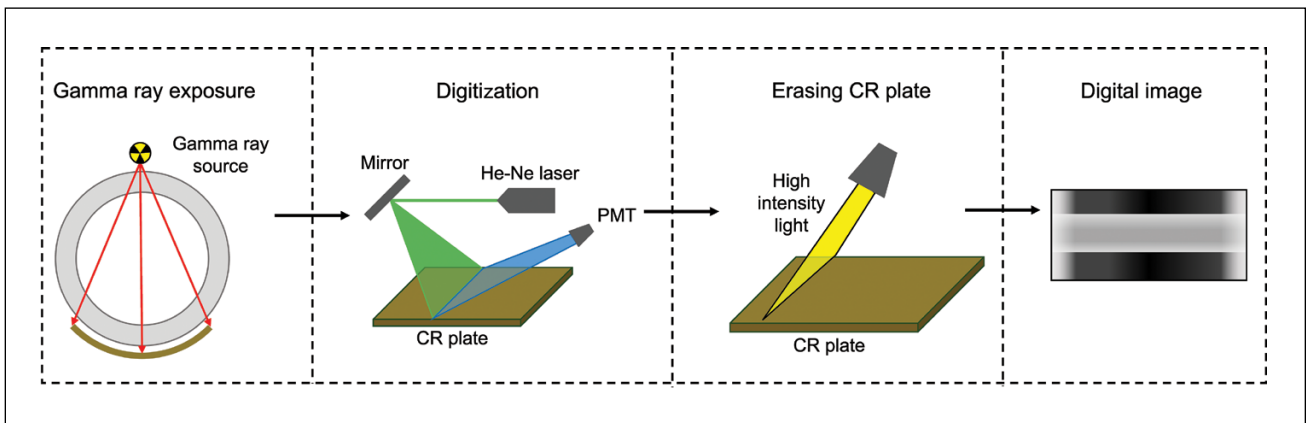 Gamma ray exposure
Gamma ray
source
Digitization
Mirror
He-Ne laser
PMT
CR plate
Erasing CR plate
High
intensity
light
CR plate
Digital image